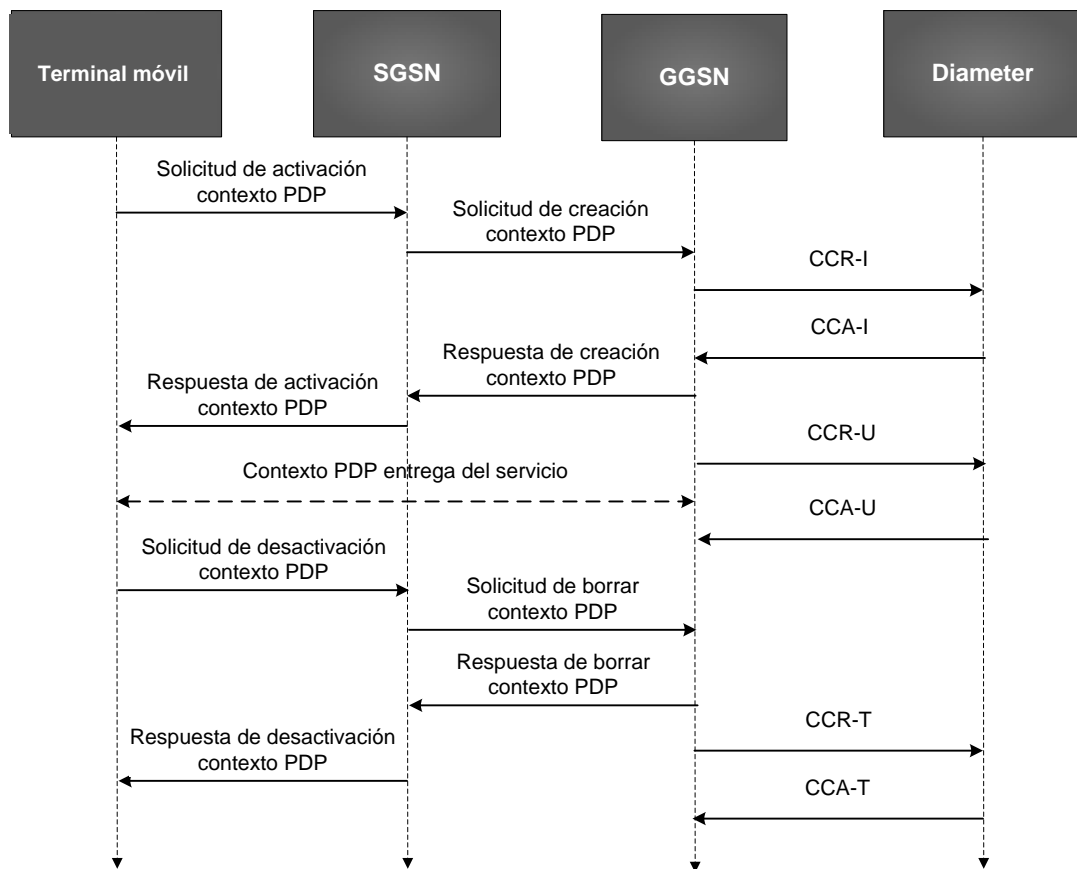 Terminal móvil
SGSN
GGSN
Diameter
Solicitud de activación
contexto PDP
Solicitud de creación
contexto PDP
CCR-I
CCA-I
Respuesta de creación
contexto PDP
Respuesta de activación
contexto PDP
CCR-U
Contexto PDP entrega del servicio
CCA-U
Solicitud de desactivación
contexto PDP
Solicitud de borrar
contexto PDP
Respuesta de borrar
contexto PDP
CCR-T
Respuesta de desactivación
contexto PDP
CCA-T